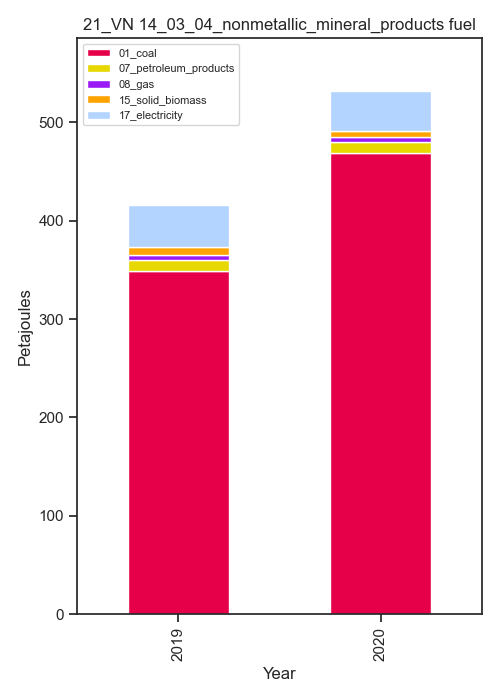 21_VN 14_03_04_nonmetallic_mineral_products fuel
01_coal
07_petroleum_products
08_gas
15_solid_biomass
17_electricity
500
400
300
200
100
0
Petajoules
2019
2020
Year